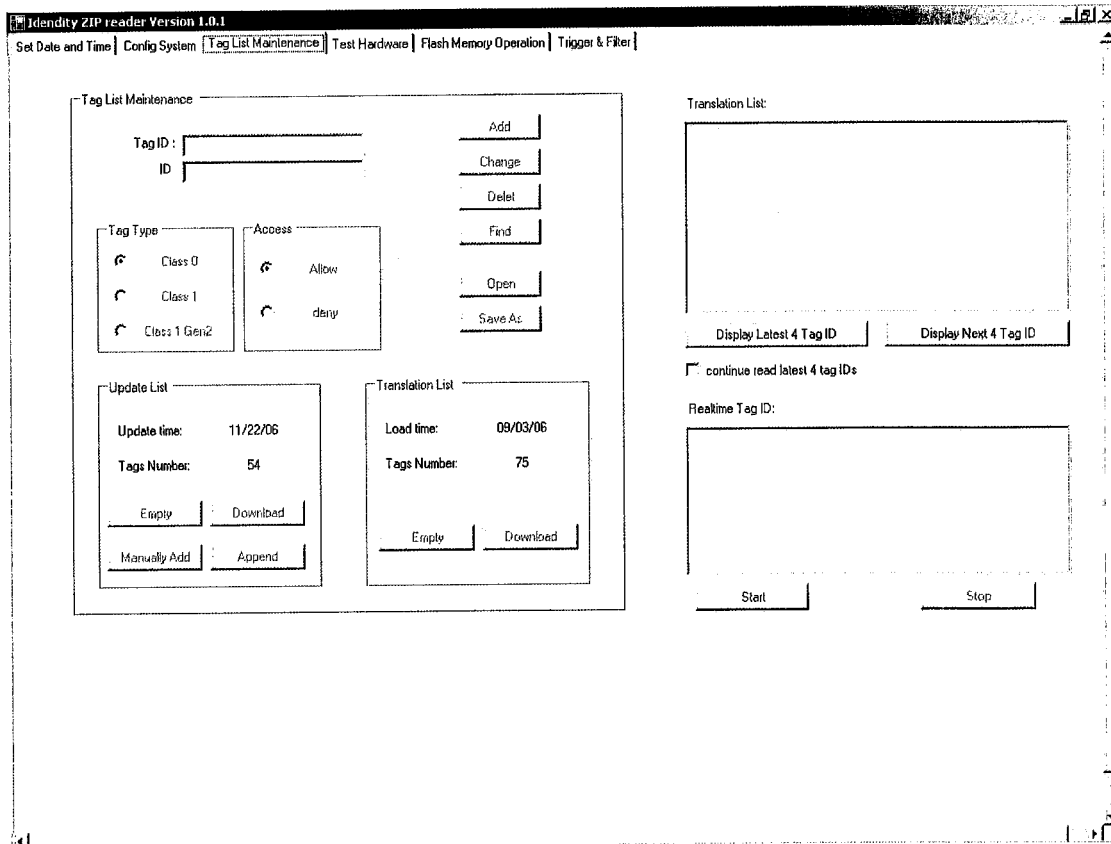 Idendity ZIP reader Version 1.0.1
Set Date and Time Config System Tag List Maintenance Test Hardware Flash Memory Operation Trigger & Filter
Tag List Maintenance
Tag ID :
ID
Add
Change
Delet
Find
Open
Save As
Tag Type
Class 0
Class 1
Class 1 Gen2
Access
Allow
deny
Update List
Update time: 11/22/06
Tags Number: 54
Empty Download
Manually Add Append
Translation List
Load time: 09/03/06
Tags Number: 75
Empty Download
Translation List:
Display Latest 4 Tag ID Display Next 4 Tag ID
continue read latest 4 tag IDs
Realtime Tag ID:
Start Stop